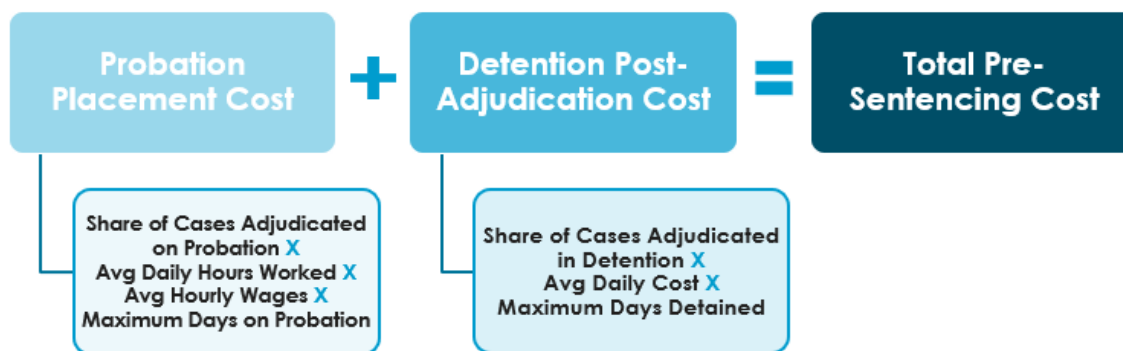 Probation
Placement Cost
+
Detention Post-
Adjudication Cost
=
Total Pre-
Sentencing Cost
Share of Cases Adjudicated
on Probation X
Avg Daily Hours Worked X
Avg Hourly Wages X
Maximum Days on Probation
Share of Cases Adjudicated
in Detention X
Avg Daily Cost X
Maximum Days Detained